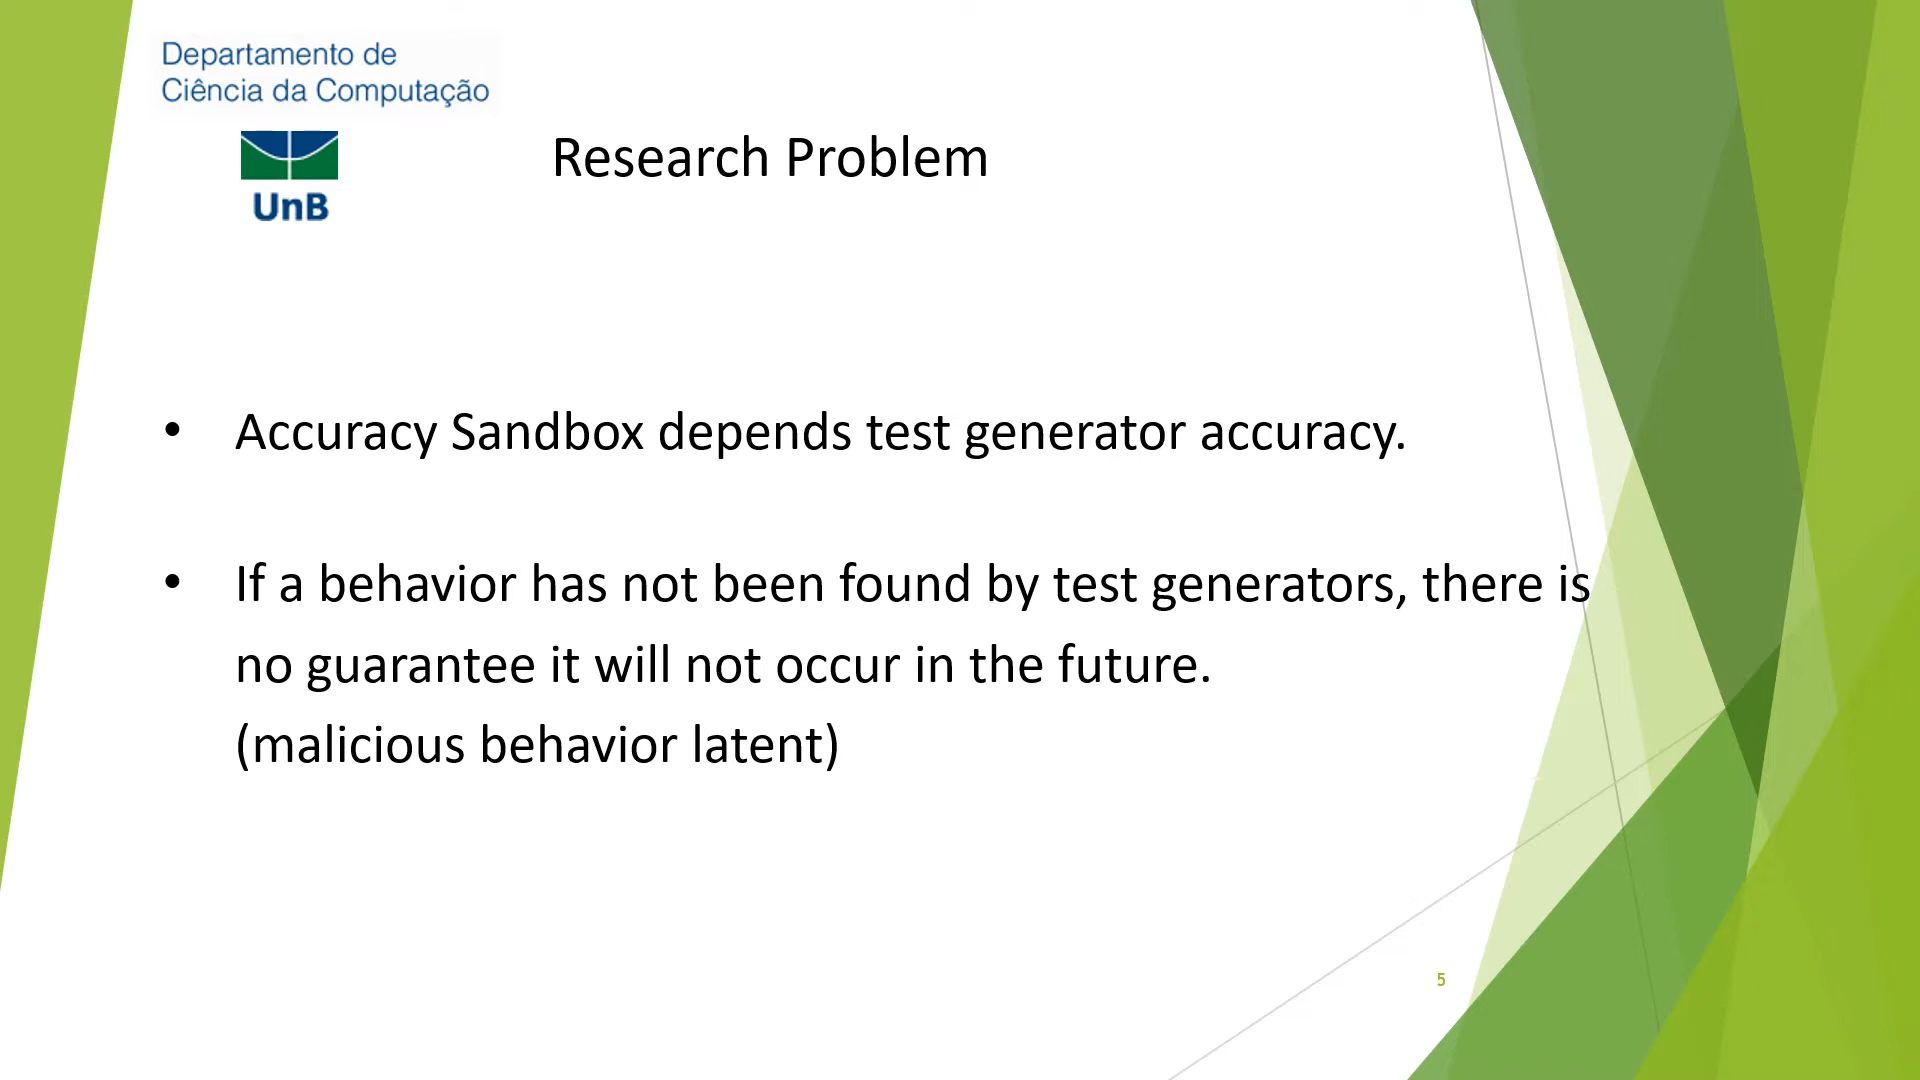 Departamento de
Ciência da Computação
UnB
Research Problem
• Accuracy Sandbox depends test generator accuracy.
• If a behavior has not been found by test generators, there is
no guarantee it will not occur in the future.
(malicious behavior latent)
5